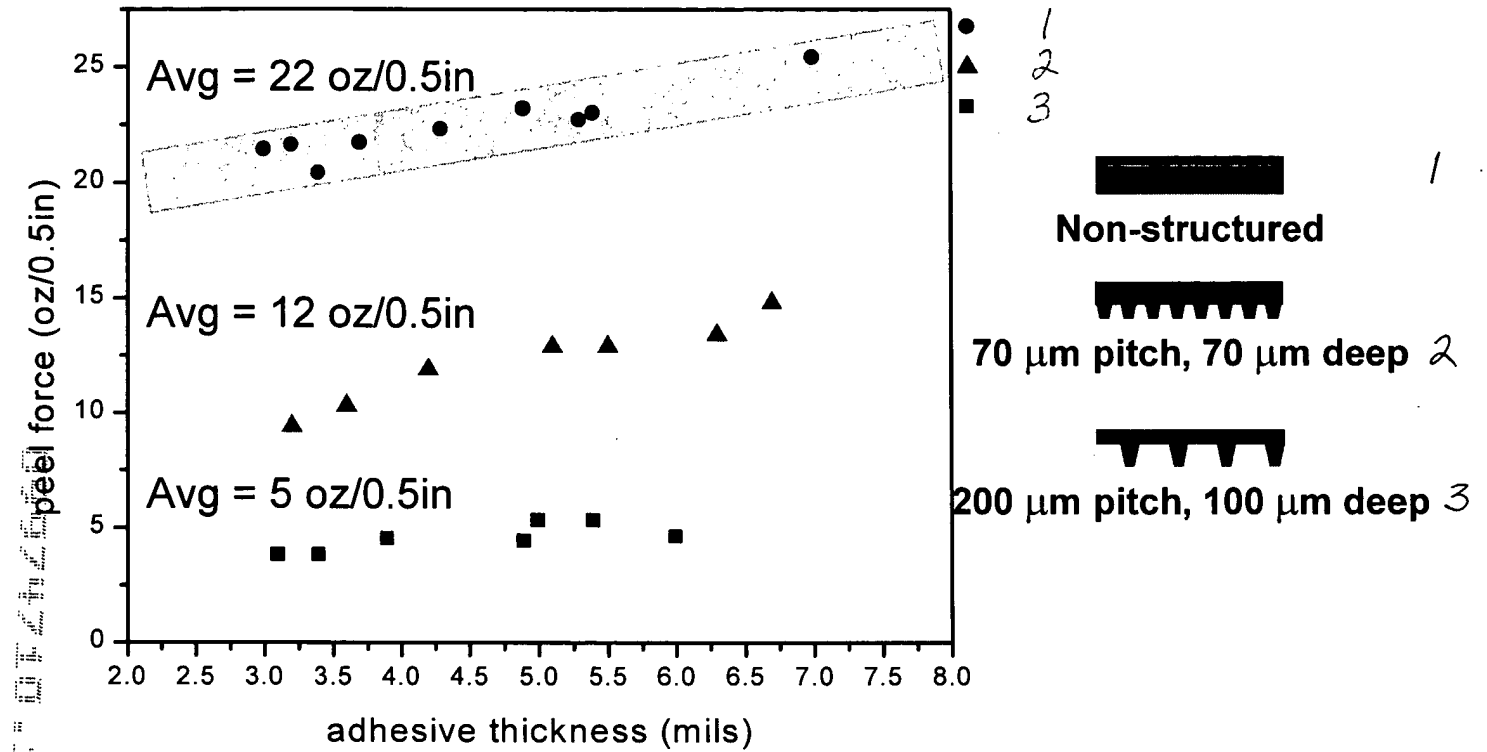 25
20
15
10
5
0
peel force (oz/0.5in)
Avg = 22 oz/0.5in
Avg = 12 oz/0.5in
Avg = 5 oz/0.5in
2.0 2.5 3.0 3.5 4.0 4.5 5.0 5.5 6.0 6.5 7.0 7.5 8.0
adhesive thickness (mils)
1
2
3
1
Non-structured
70 μm pitch, 70 μm deep 2
200 μm pitch, 100 μm deep 3